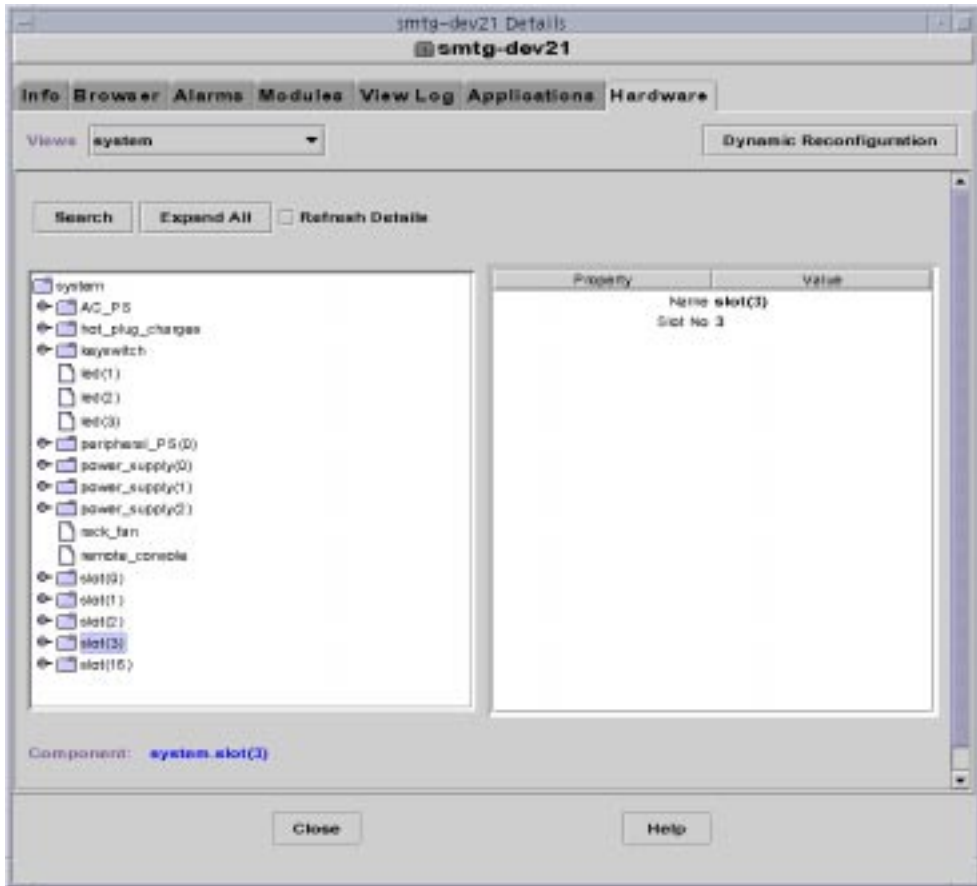 smtg-dev21 Details
smtg-dev21
Info Browser Alarms Modules View Log Applications Hardware
Views system Dynamic Reconfiguration
Search Expand All Refresh Details
Property Value
Name slot(3)
Slot No 3
system
AC_PS
hot_plug_charges
keyswitch
led(1)
led(2)
led(3)
peripheral_PS(0)
power_supply(0)
power_supply(1)
power_supply(2)
rack_fan
remote_console
slot(0)
slot(1)
slot(2)
slot(3)
slot(15)
Component: system.slot(3)
Close Help